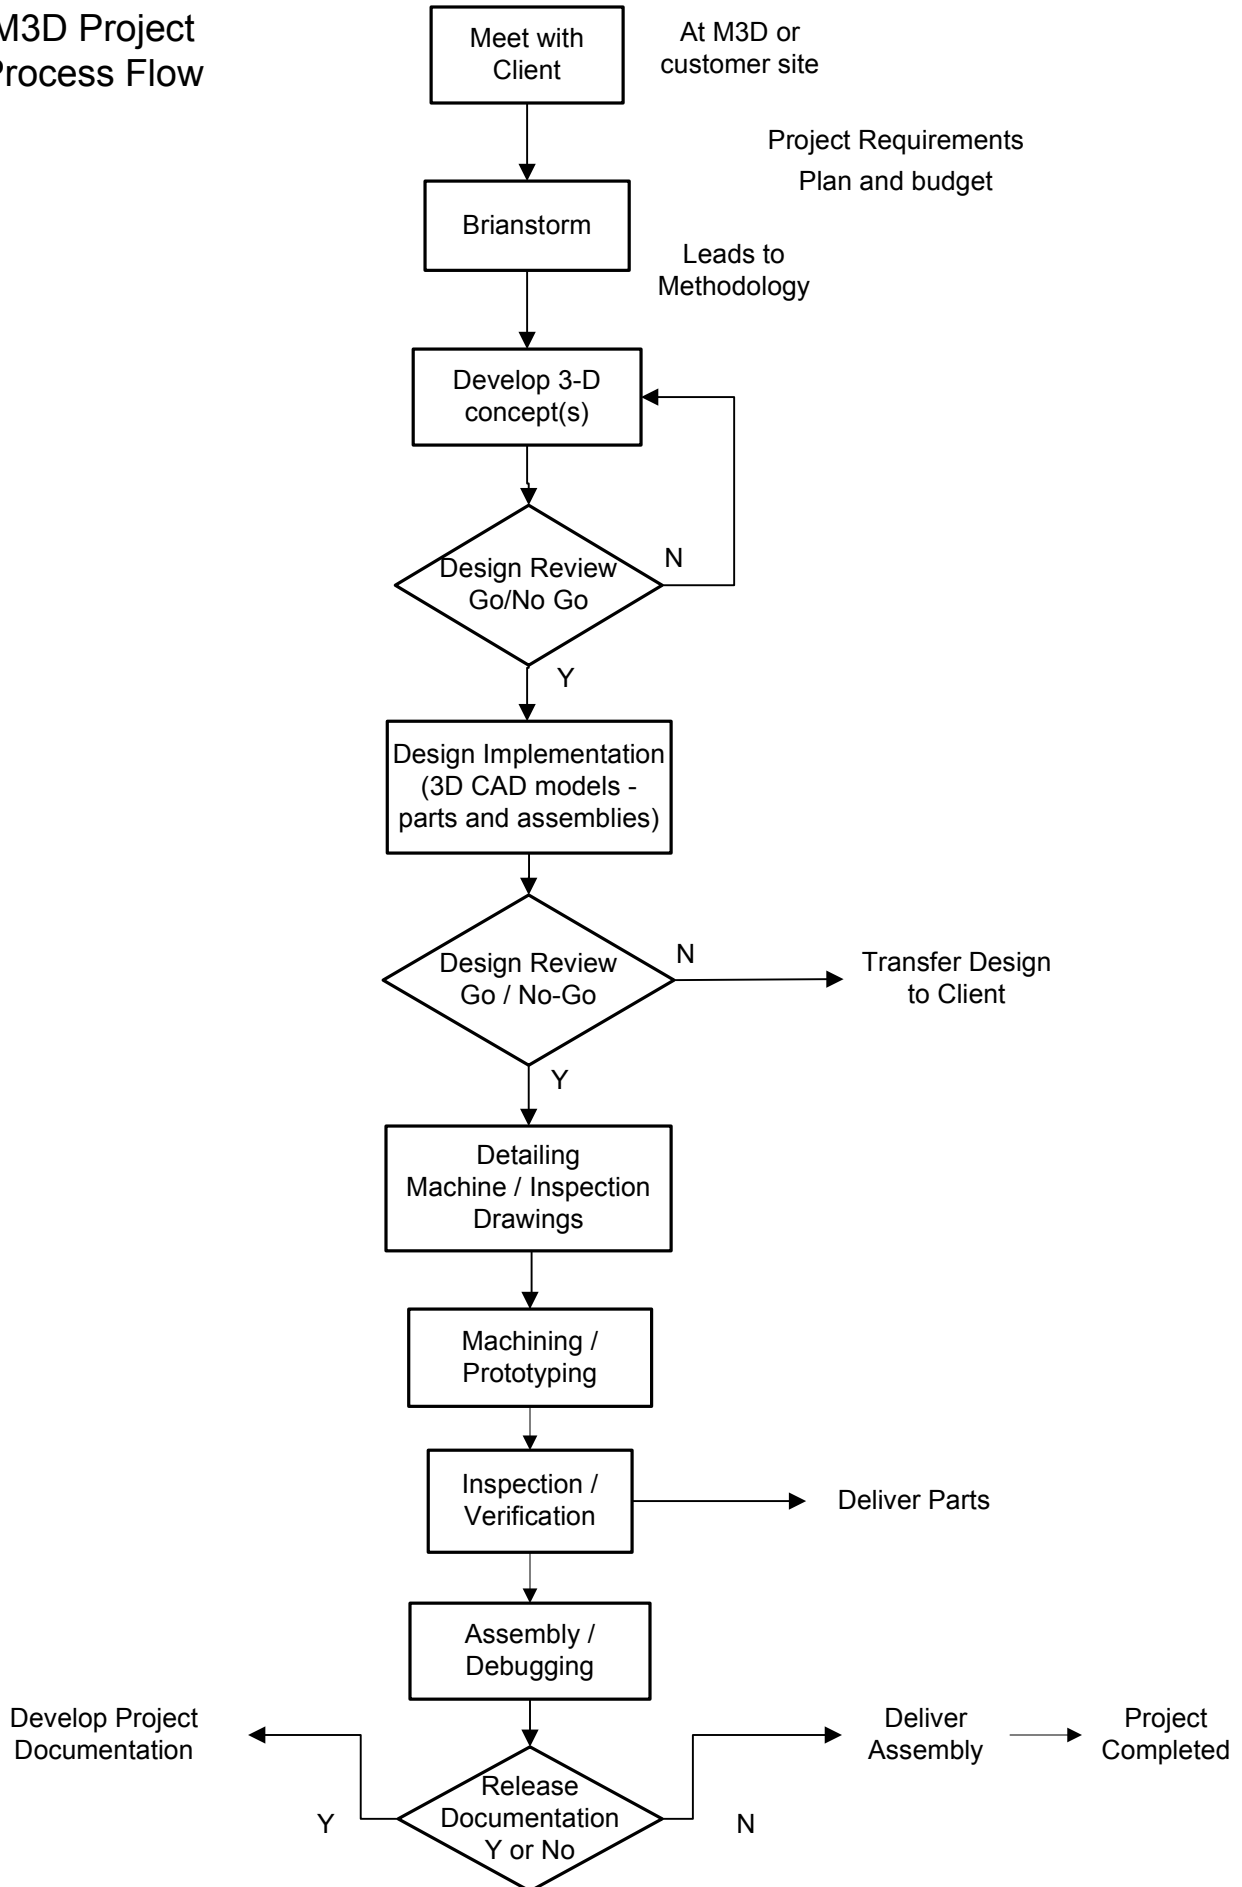 M3D Project
Process Flow
Meet with
Client
At M3D or
customer site
Project Requirements
Plan and budget
Brianstorm
Leads to
Methodology
Develop 3-D
concept(s)
Design Review
Go/No Go
N
Y
Design Implementation
(3D CAD models -
parts and assemblies)
Design Review
Go / No-Go
N
Transfer Design
to Client
Y
Detailing
Machine / Inspection
Drawings
Machining /
Prototyping
Inspection /
Verification
Deliver Parts
Assembly /
Debugging
Develop Project
Documentation
Deliver
Assembly
Project
Completed
Release
Documentation
Y or No
Y
N